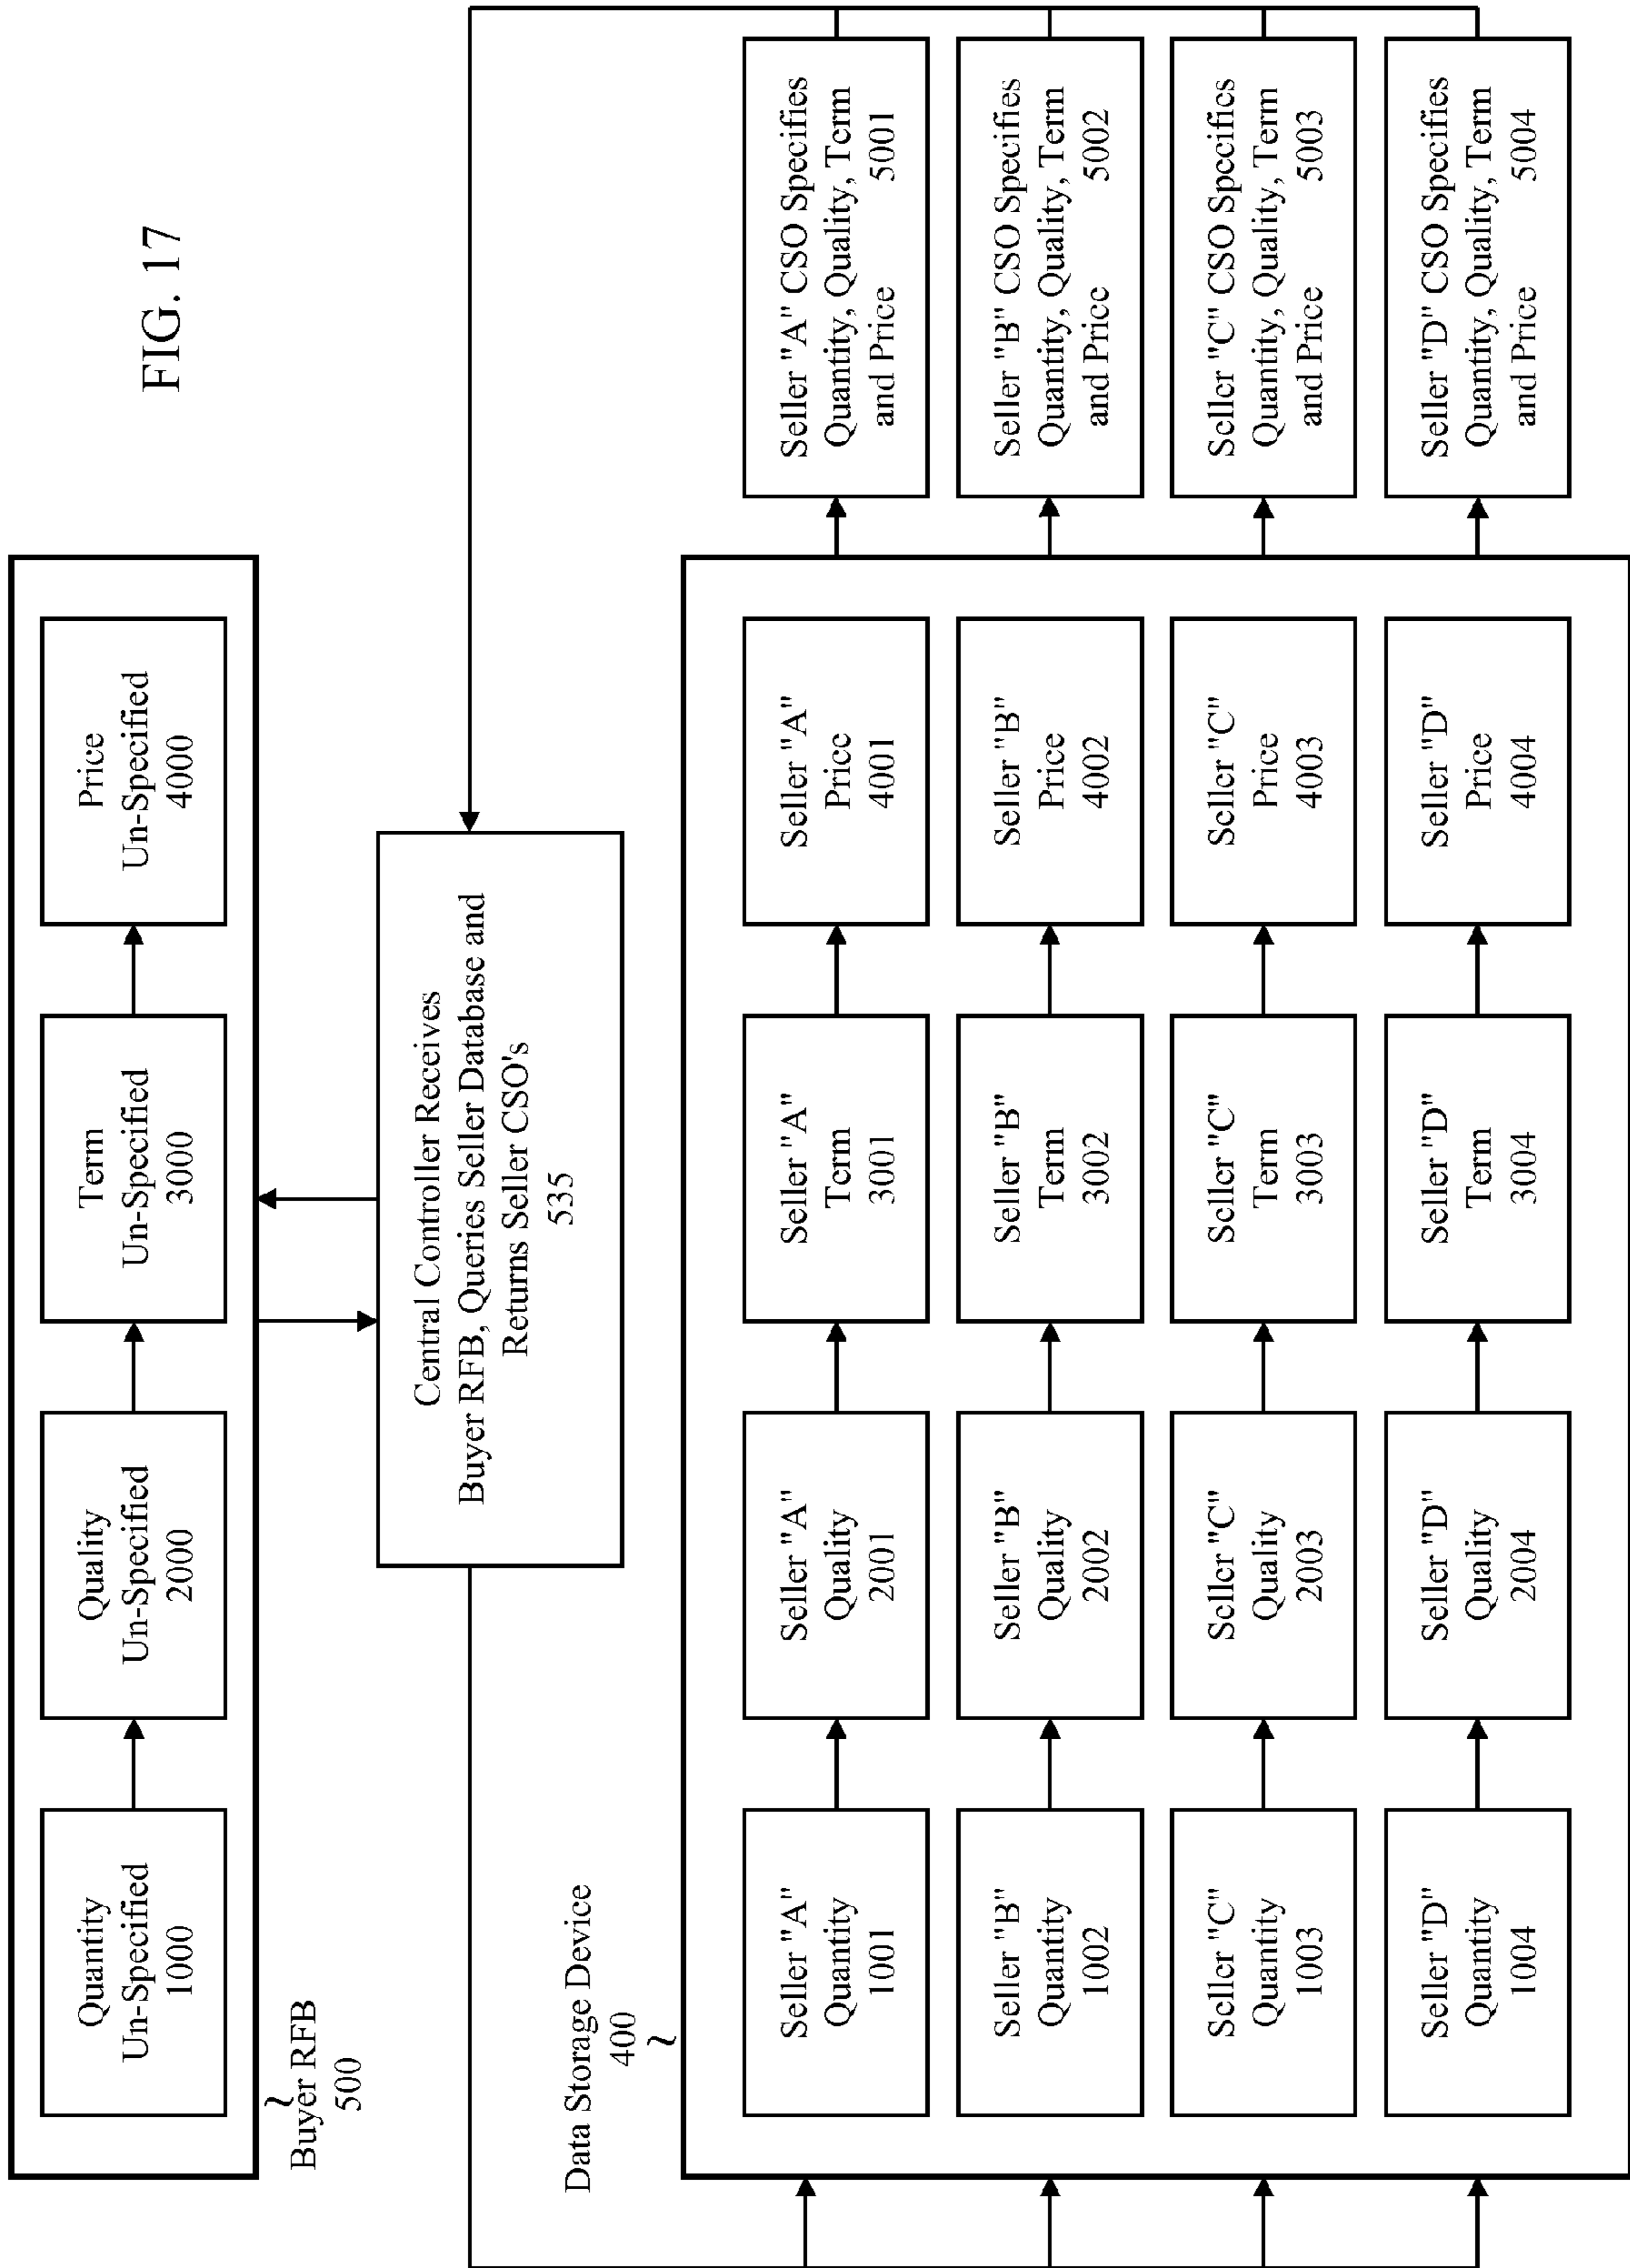 FIG. 17
Quantity
Un-Specified
1000
Quality
Un-Specified
2000
Term
Un-Specified
3000
Price
Un-Specified
4000
Buyer RFB
500
Central Controller Receives
Buyer RFB, Queries Seller Database and
Returns Seller CSO's
535
Data Storage Device
400
Seller "A"
Quantity
1001
Seller "A"
Quality
2001
Seller "A"
Term
3001
Seller "A"
Price
4001
Seller "A" CSO Specifies
Quantity, Quality, Term
and Price 5001
Seller "B"
Quantity
1002
Seller "B"
Quality
2002
Seller "B"
Term
3002
Seller "B"
Price
4002
Seller "B" CSO Specifies
Quantity, Quality, Term
and Price 5002
Seller "C"
Quantity
1003
Seller "C"
Quality
2003
Seller "C"
Term
3003
Seller "C"
Price
4003
Seller "C" CSO Specifies
Quantity, Quality, Term
and Price 5003
Seller "D"
Quantity
1004
Seller "D"
Quality
2004
Seller "D"
Term
3004
Seller "D"
Price
4004
Seller "D" CSO Specifies
Quantity, Quality, Term
and Price 5004